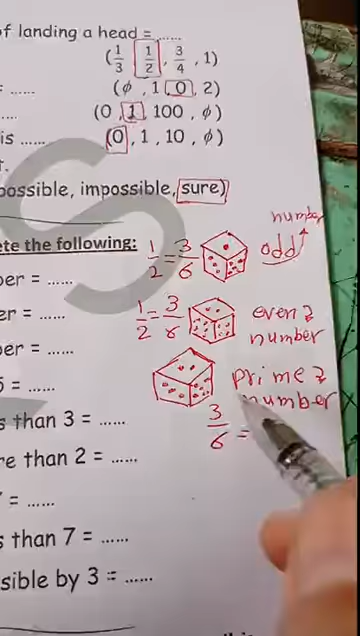 of landing a head = ......
(1/3 , 1/2 , 3/4 , 1)
= ...... (ϕ , 1 , 0 , 2)
(0 , 1 , 100 , ϕ)
is ...... (0 , 1 , 10 , ϕ)
possible, impossible, sure)
number
ete the following: 1/2 = 3/6 odd
ber = ......
1/2 = 3/6 even
er = ...... number
ber = ......
prime
5 = ...... number
s than 3 = ...... 3/6 =
re than 2 = ......
= ......
s than 7 = ......
sible by 3 = ......